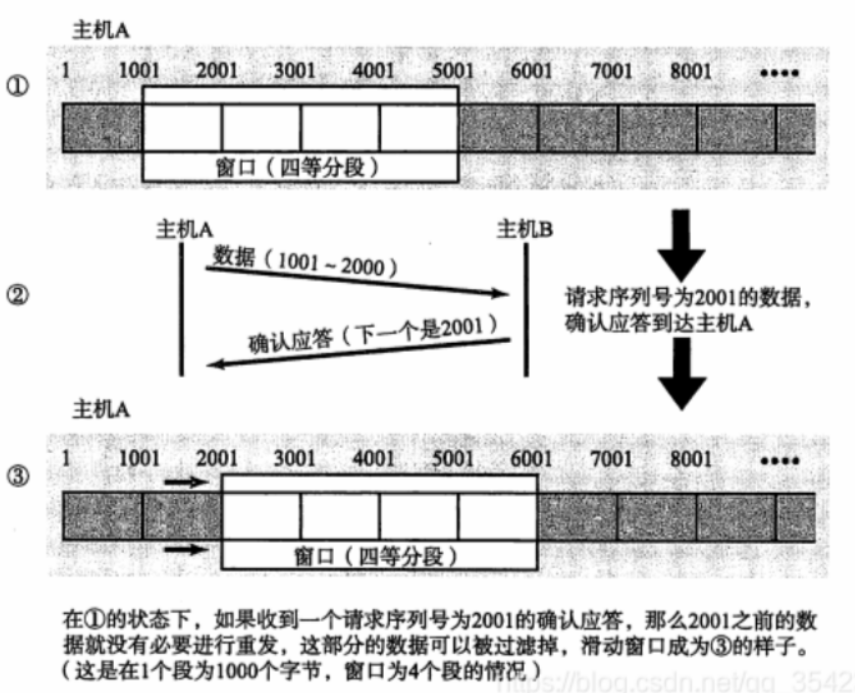 主机A
1 1001 2001 3001 4001 5001 6001 7001 8001 ••••
①
窗口（四等分段）
主机A 主机B
数据（1001～2000）
②
确认应答（下一个是2001）
请求序列号为2001的数据，
确认应答到达主机A
主机A
1 1001 2001 3001 4001 5001 6001 7001 8001 ••••
③
窗口（四等分段）
在①的状态下，如果收到一个请求序列号为2001的确认应答，那么2001之前的数
据就没有必要进行重发，这部分的数据可以被过滤掉，滑动窗口成为③的样子。
（这是在1个段为1000个字节，窗口为4个段的情况）
https://blog.csdn.net/qq_3542